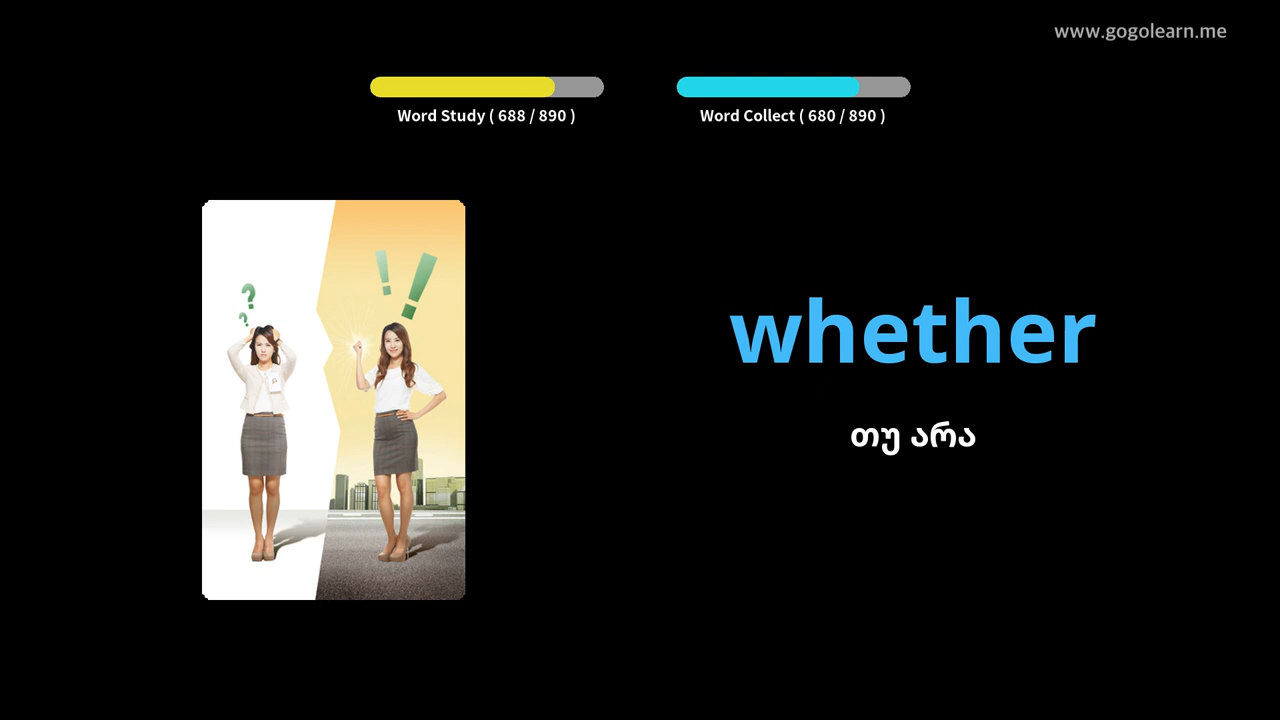 www.gogolearn.me
Word Study ( 688 / 890 )
Word Collect ( 680 / 890 )
? ?
! !
whether
თუ არა